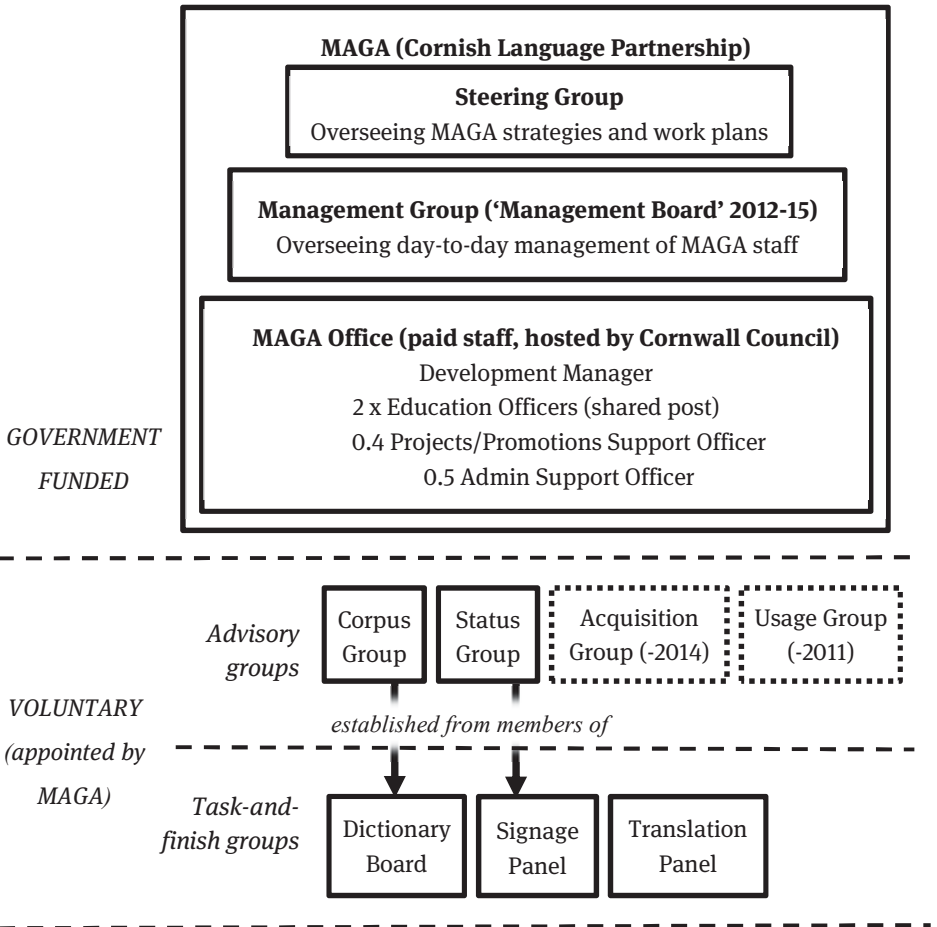 MAGA (Cornish Language Partnership)
Steering Group
Overseeing MAGA strategies and work plans
Management Group (‘Management Board’ 2012-15)
Overseeing day-to-day management of MAGA staff
MAGA Office (paid staff, hosted by Cornwall Council)
Development Manager
2 x Education Officers (shared post)
0.4 Projects/Promotions Support Officer
0.5 Admin Support Officer
GOVERNMENT
FUNDED
Advisory
groups
Corpus
Group
Status
Group
Acquisition
Group (-2014)
Usage Group
(-2011)
established from members of
VOLUNTARY
(appointed by
MAGA)
Task-and-
finish groups
Dictionary
Board
Signage
Panel
Translation
Panel